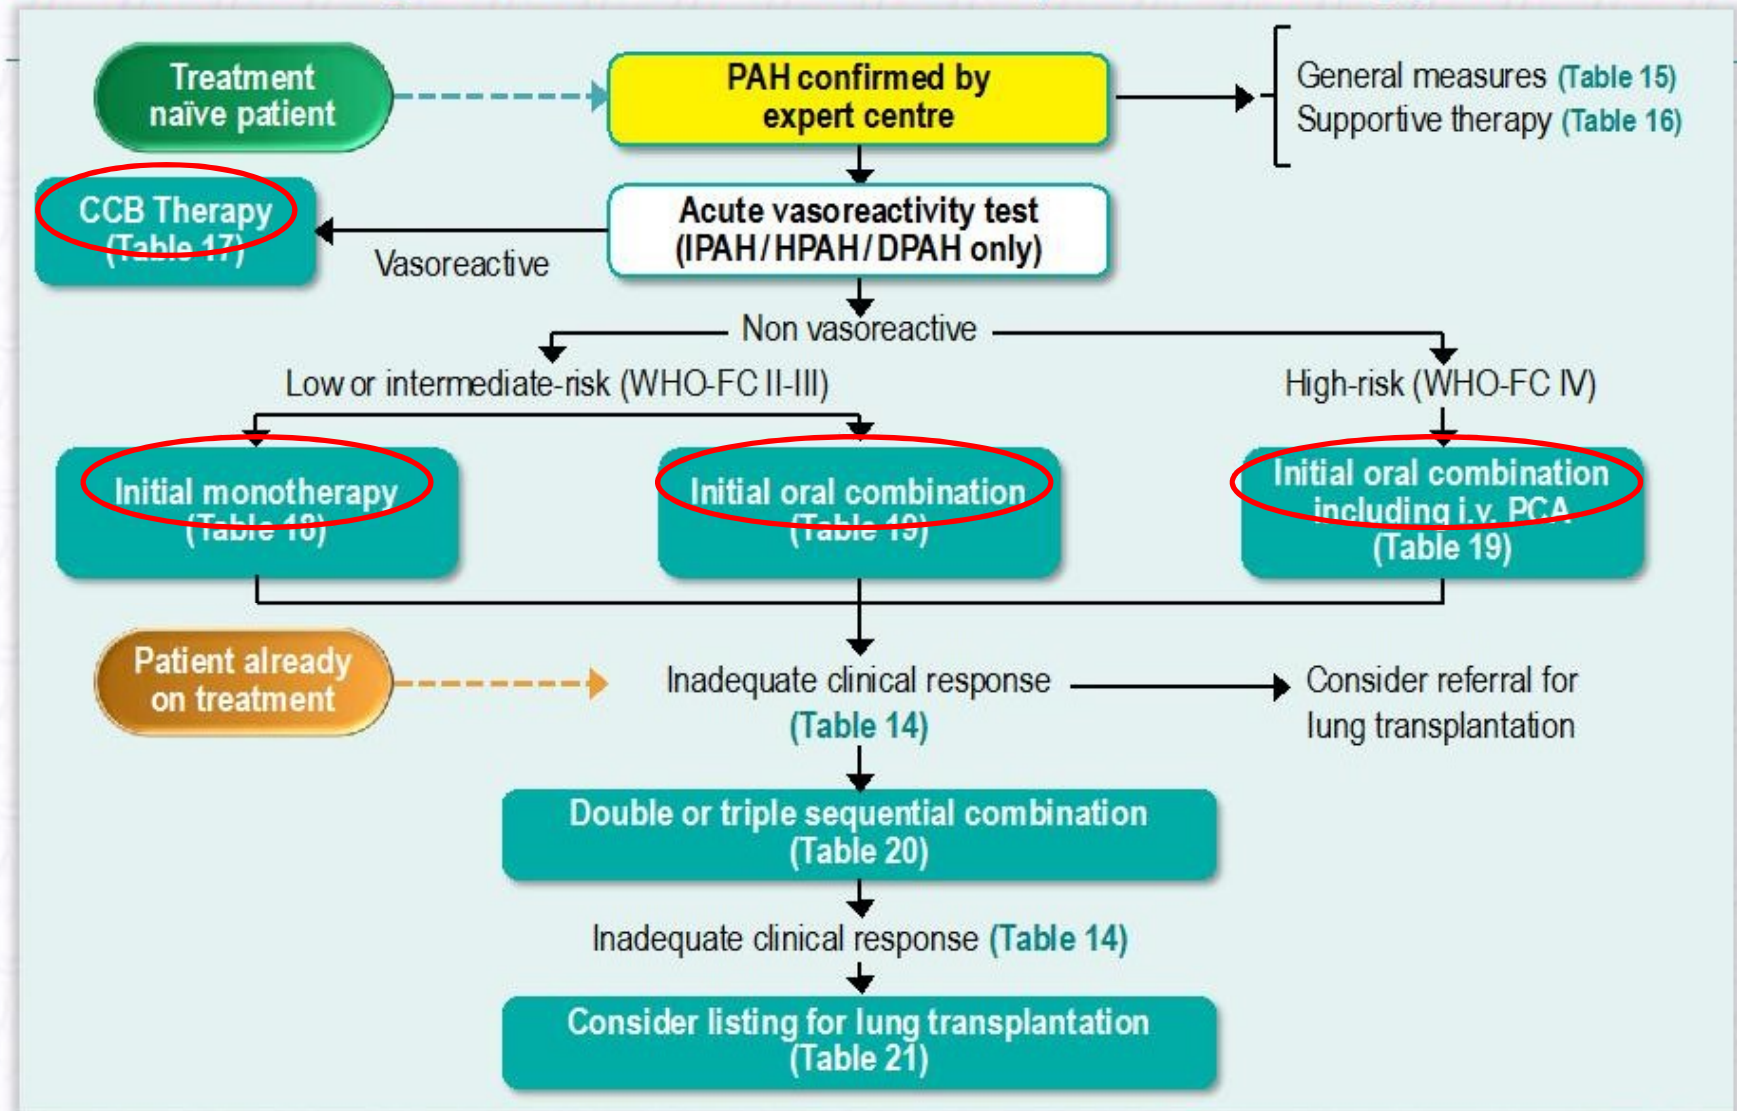 Treatment
naïve patient
PAH confirmed by
expert centre
General measures (Table 15)
Supportive therapy (Table 16)
CCB Therapy
(Table 17)
Vasoreactive
Acute vasoreactivity test
(IPAH/HPAH/DPAH only)
Non vasoreactive
Low or intermediate-risk (WHO-FC II-III)
High-risk (WHO-FC IV)
Initial monotherapy
(Table 18)
Initial oral combination
(Table 19)
Initial oral combination
including i.v. PCA
(Table 19)
Patient already
on treatment
Inadequate clinical response
(Table 14)
Consider referral for
lung transplantation
Double or triple sequential combination
(Table 20)
Inadequate clinical response (Table 14)
Consider listing for lung transplantation
(Table 21)